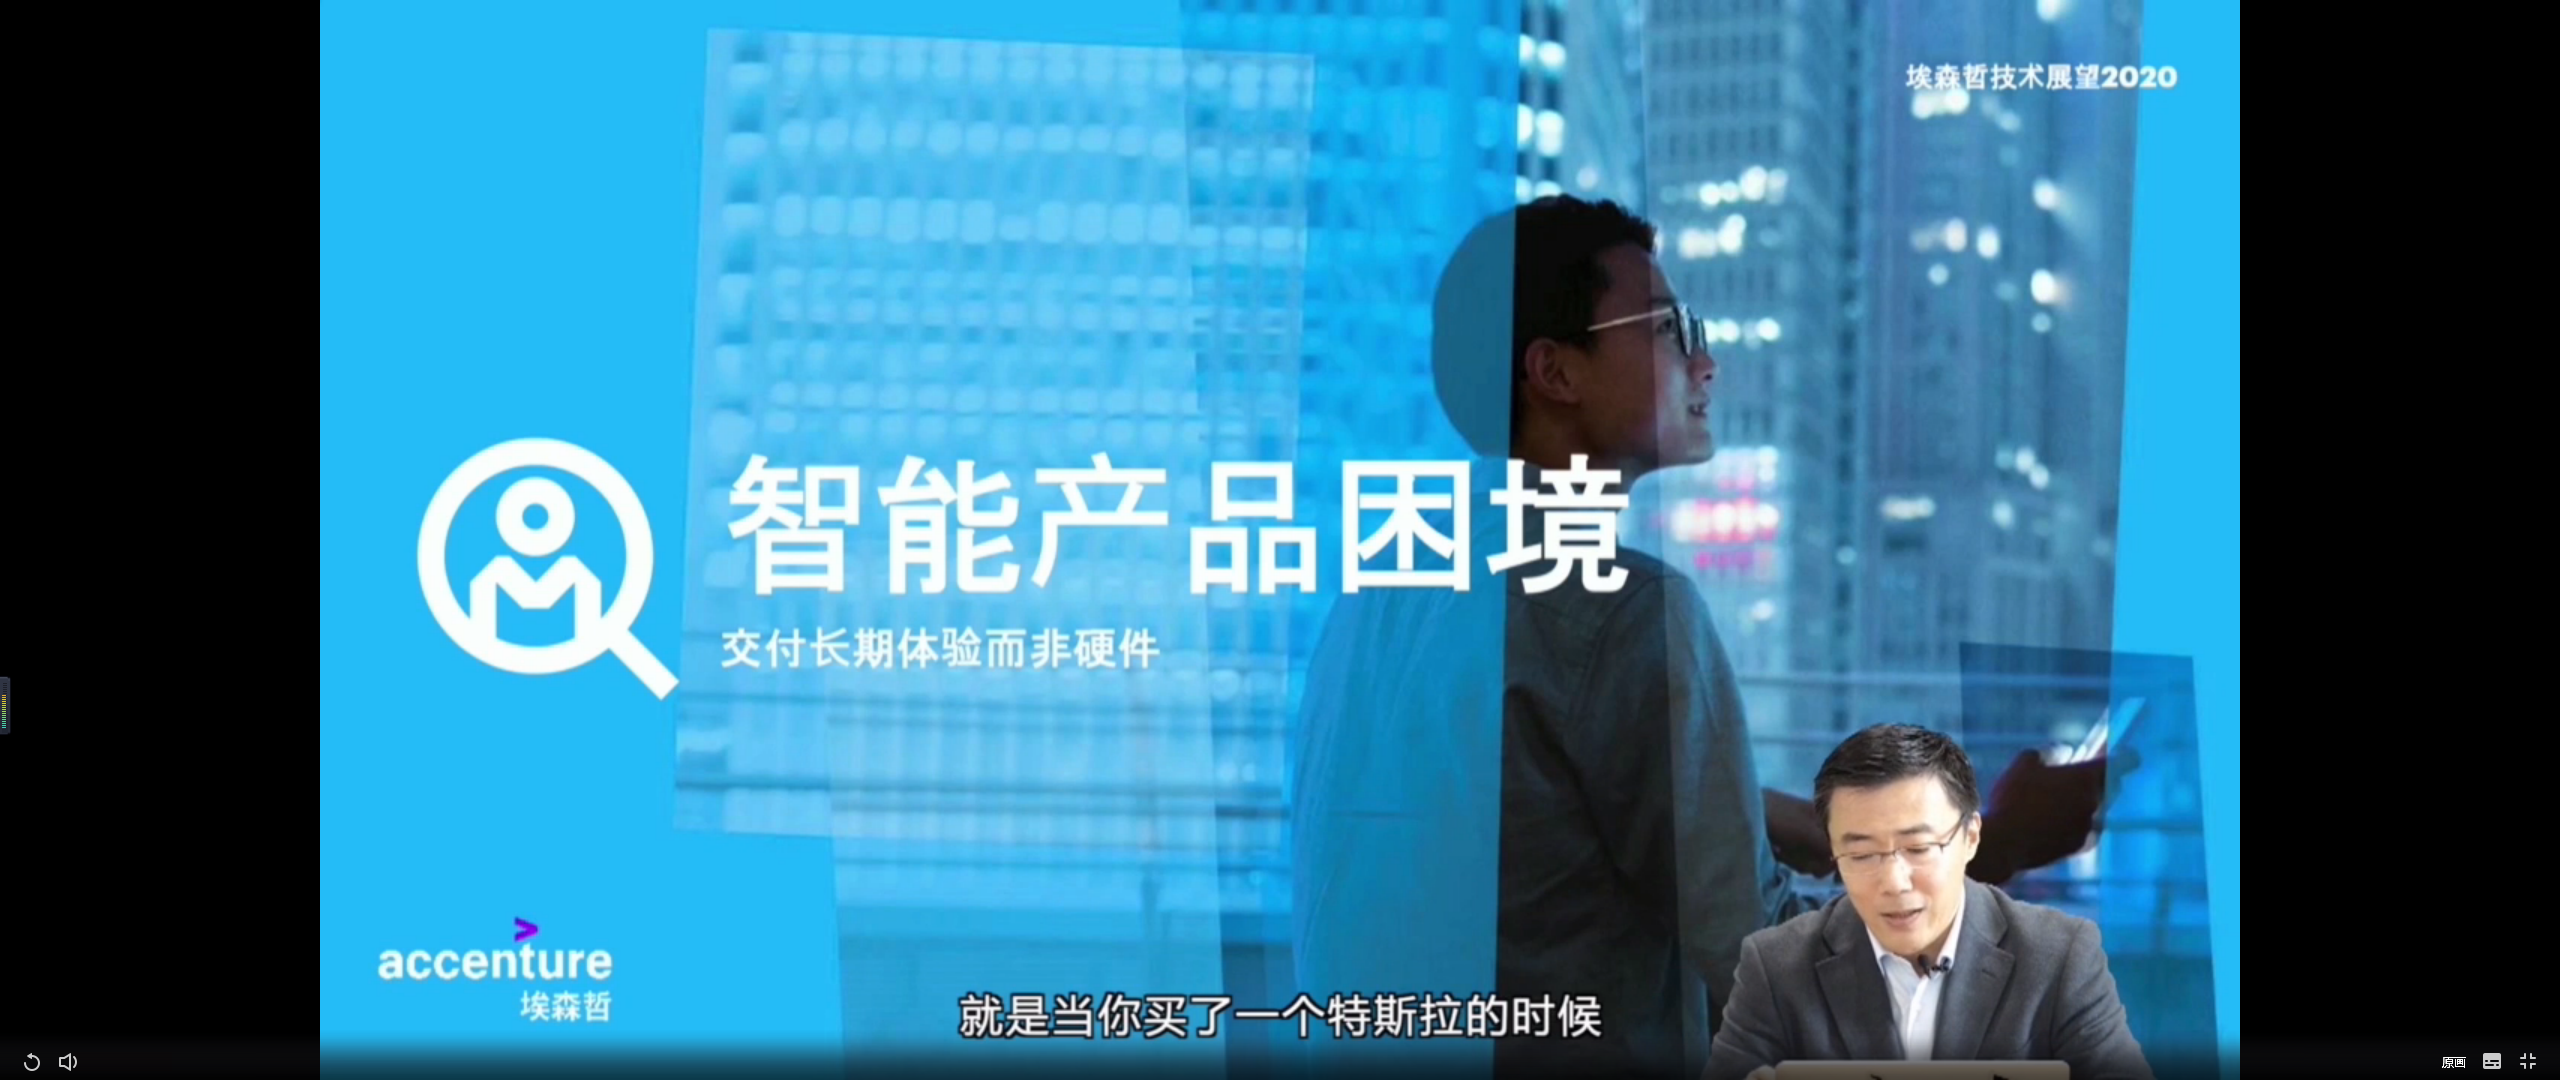 埃森哲技术展望2020
智能产品困境
交付长期体验而非硬件
accenture
埃森哲
就是当你买了一个特斯拉的时候
原画